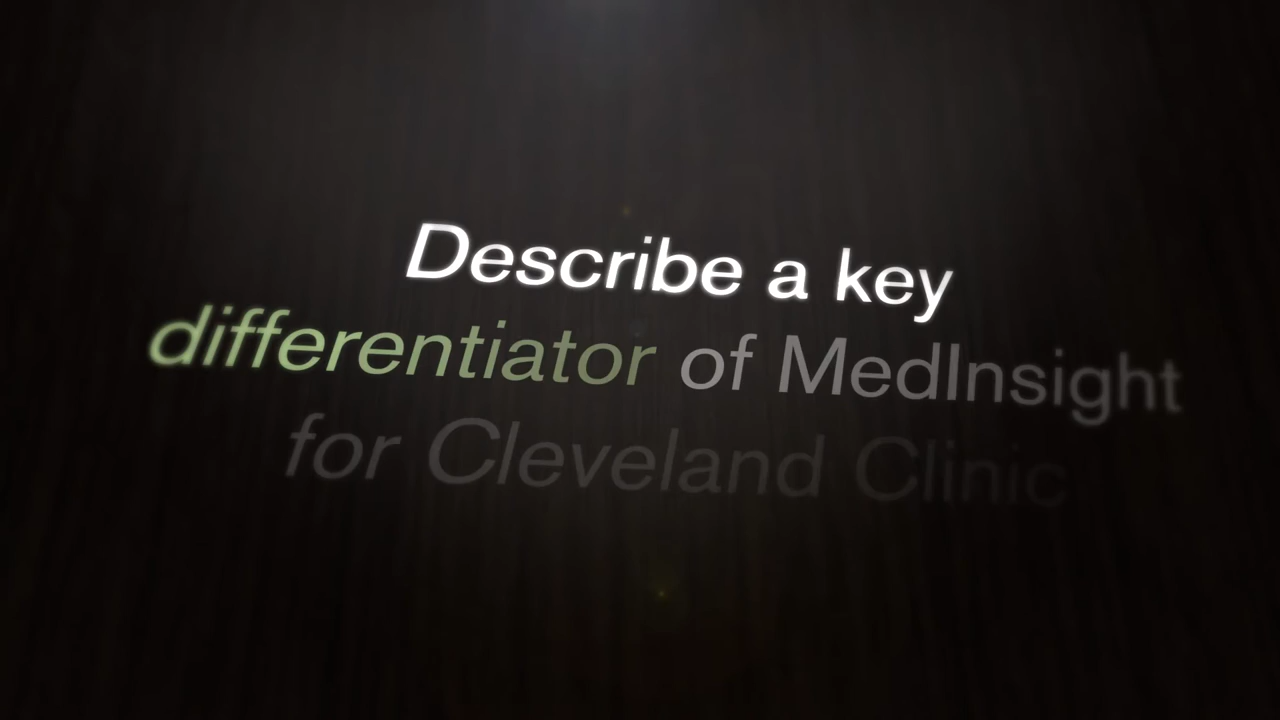 Describe a key
differentiator of MedInsight
for Cleveland Clinic